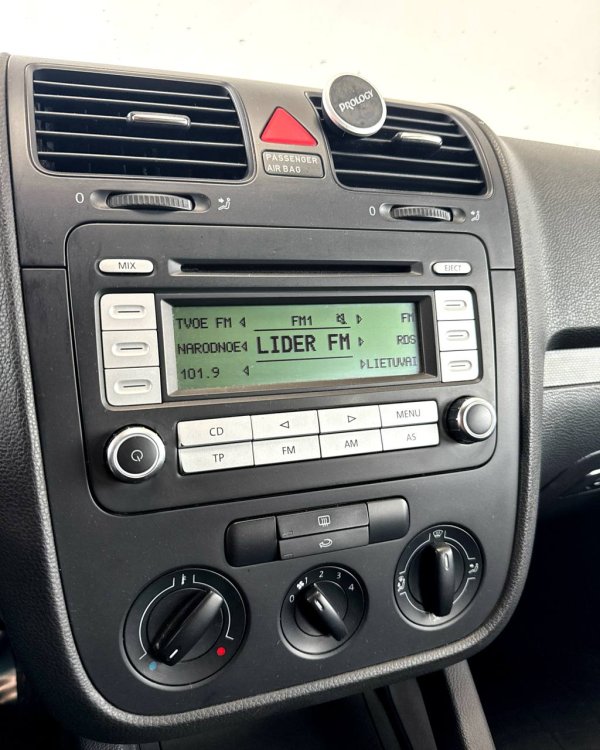 PROLOGY
PASSENGER
AIR BAG
0
0
MIX
EJECT
TVOE FM
FM1
FM
NARODNOE
LIDER FM
RDS
101.9
LIETUVAI
CD
MENU
TP
FM
AM
AS
0 1 2 3 4